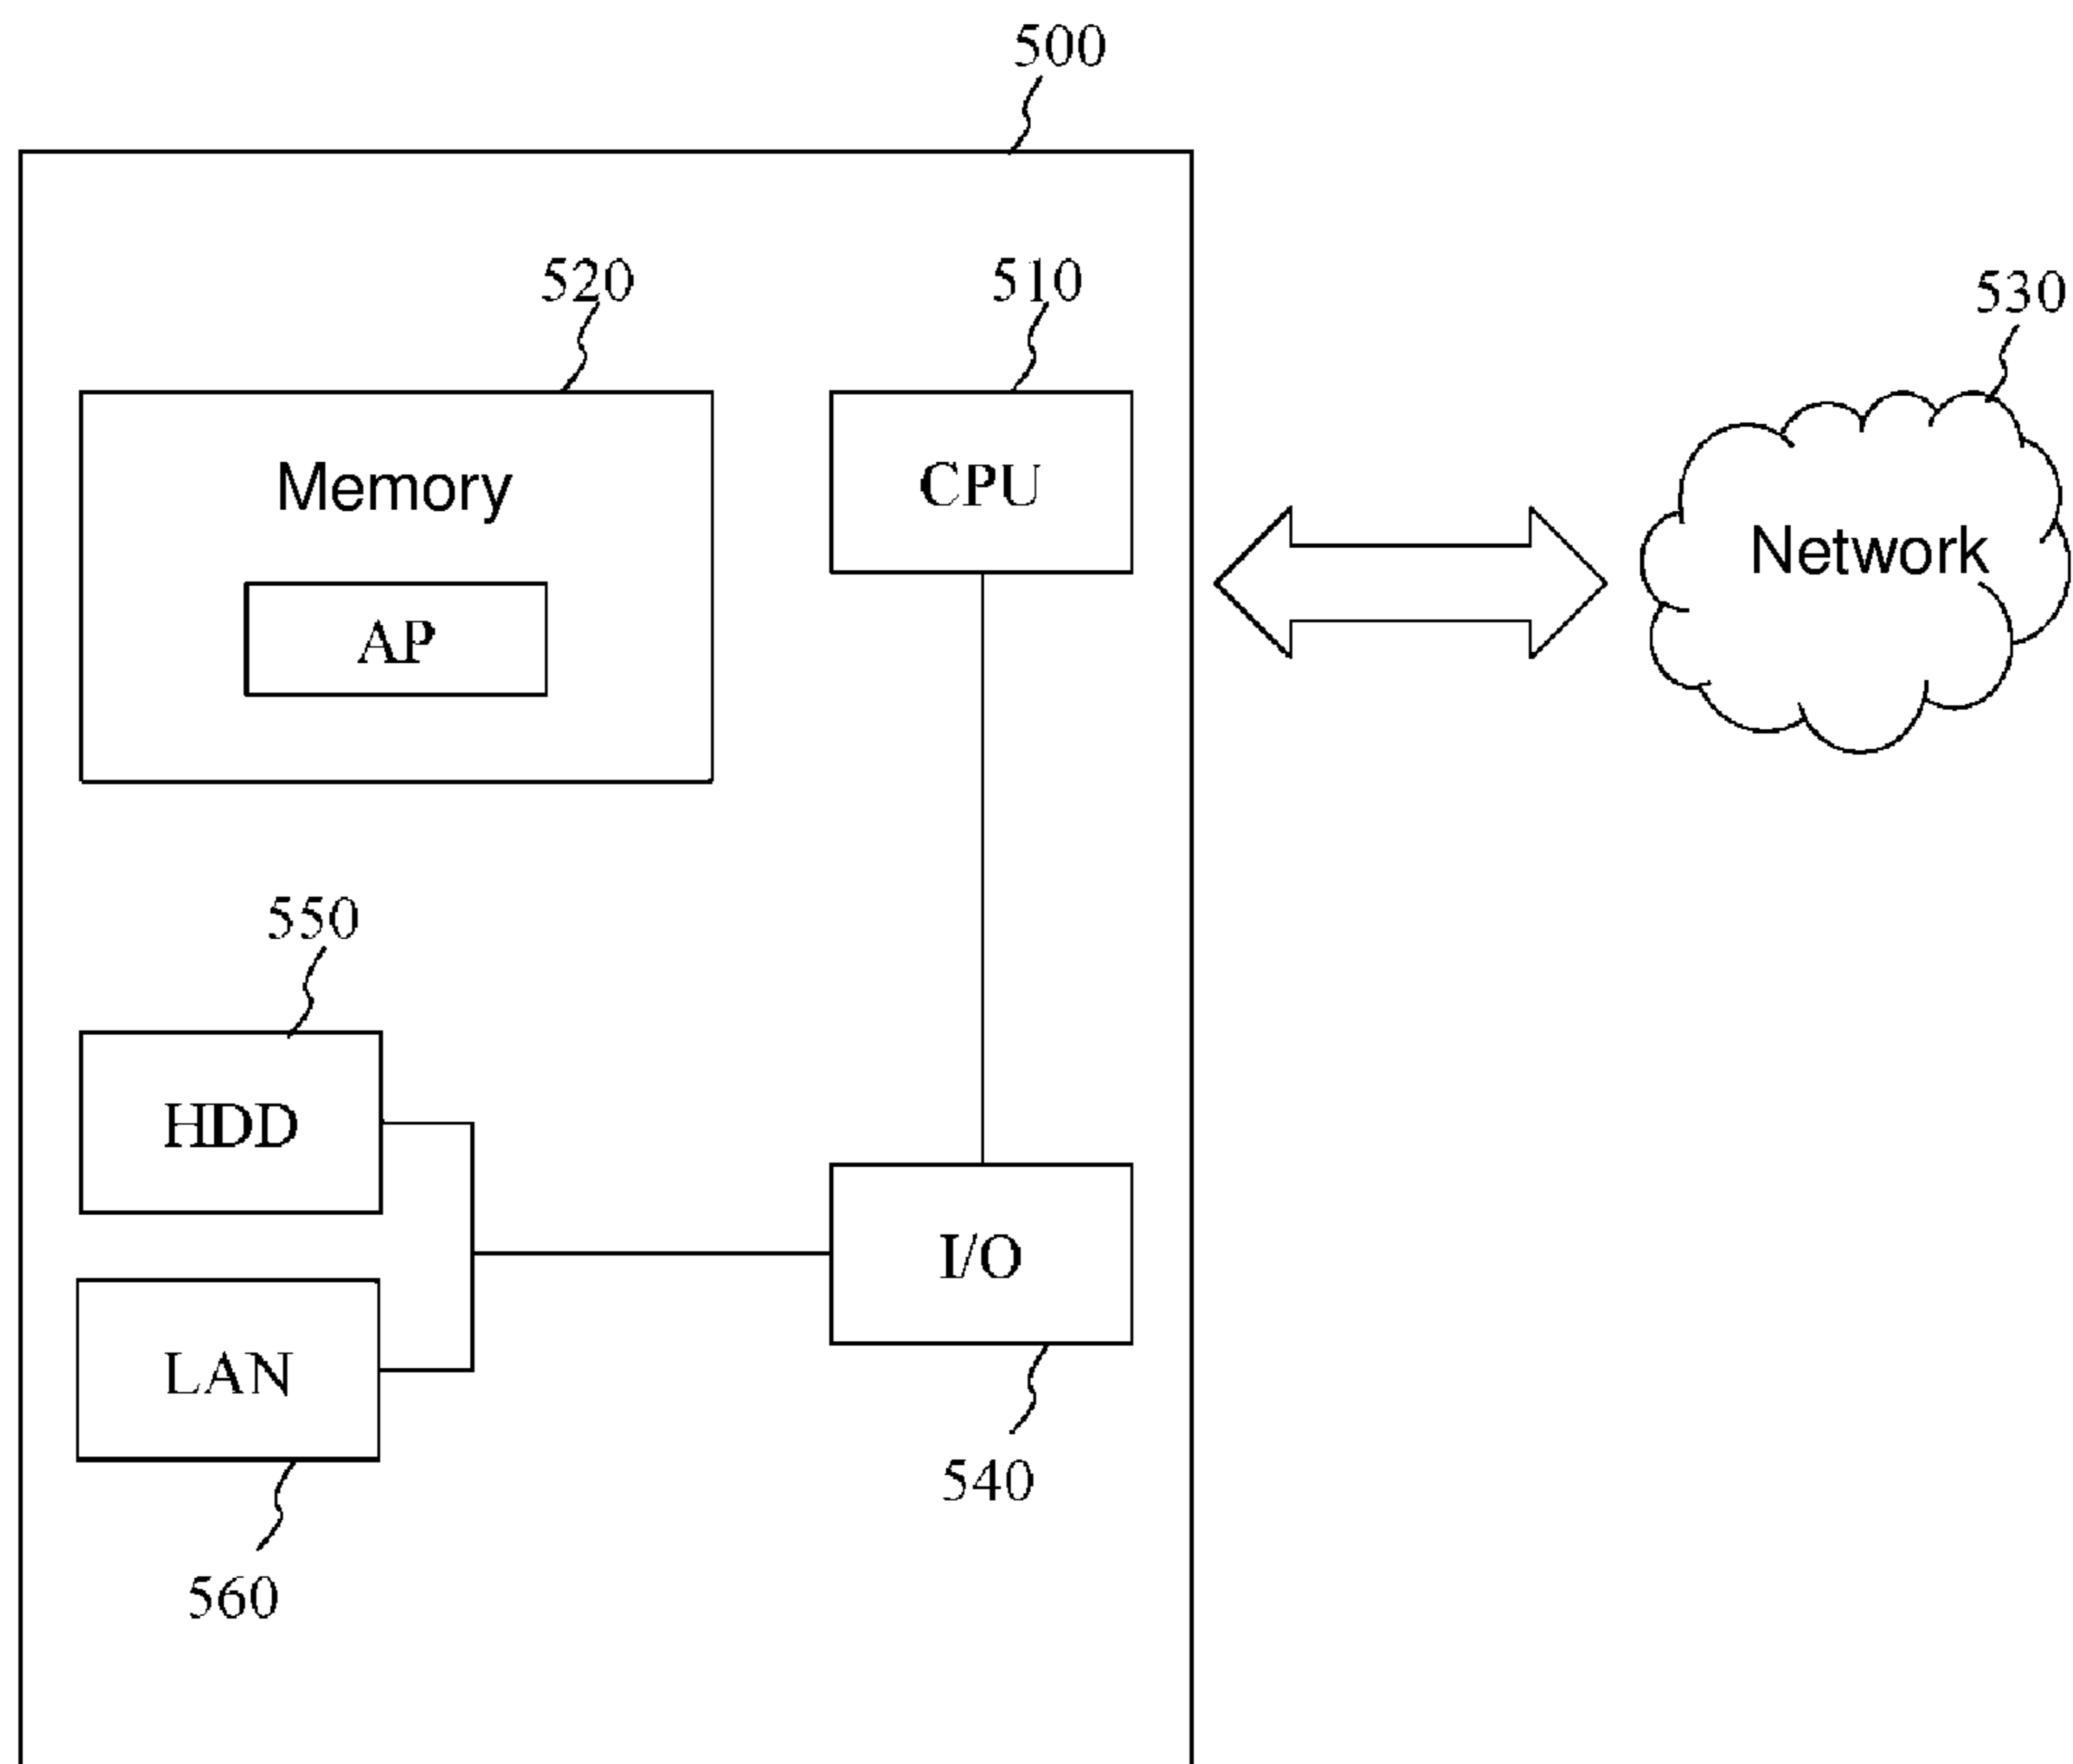 500
520
510
530
Memory
CPU
Network
AP
550
HDD
I/O
LAN
540
560